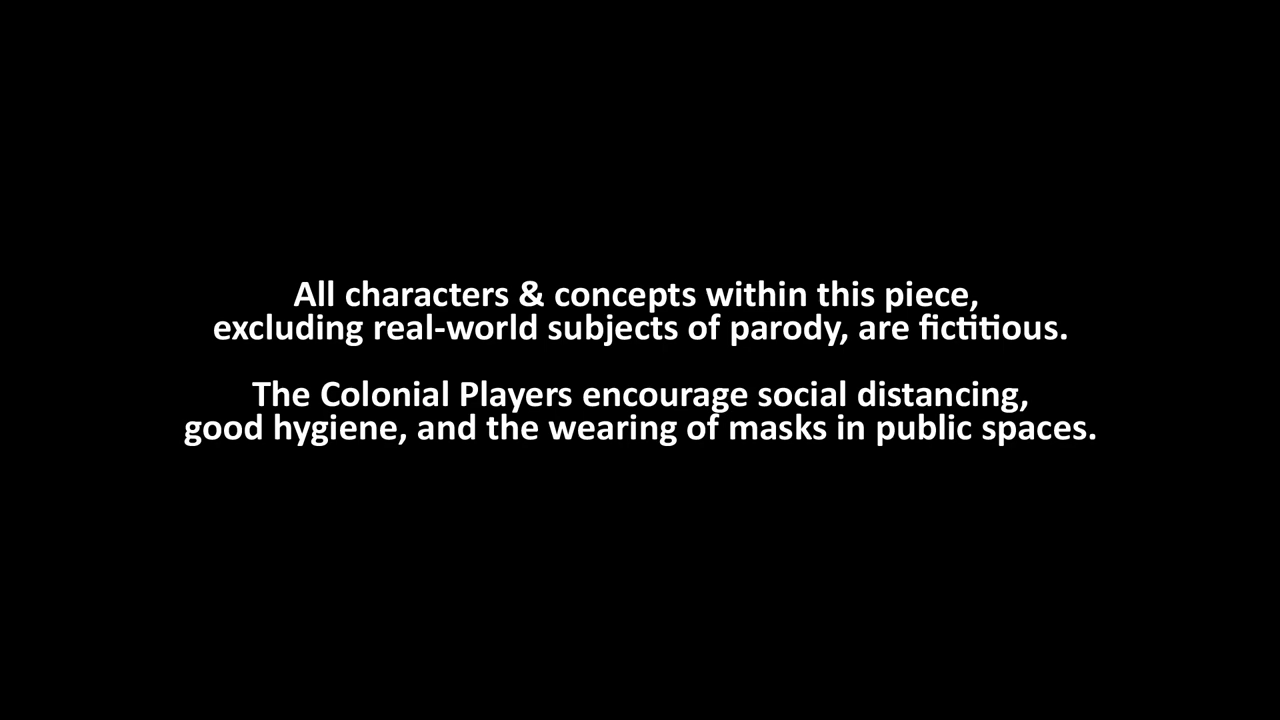 All characters & concepts within this piece,
excluding real-world subjects of parody, are fictitious.
The Colonial Players encourage social distancing,
good hygiene, and the wearing of masks in public spaces.